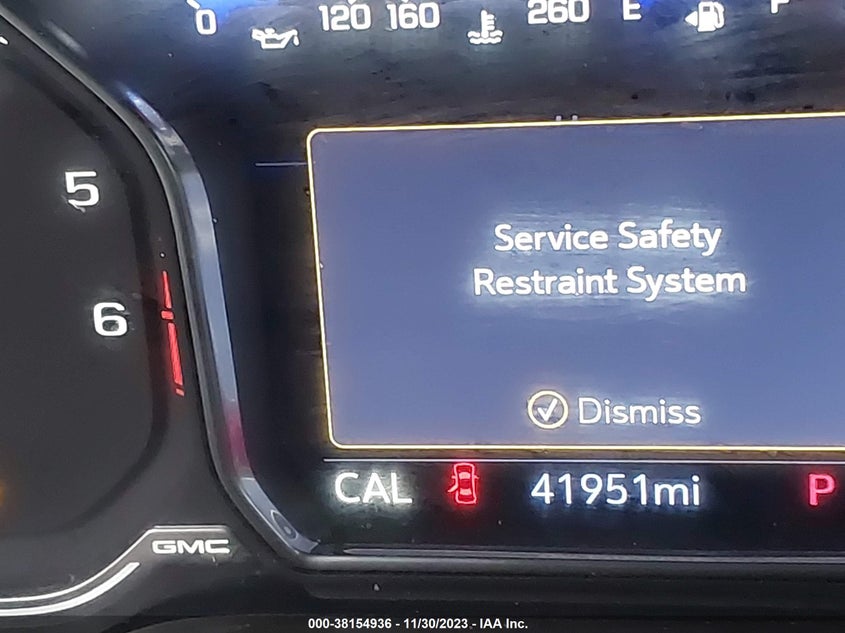 0 120 160 260 E F
5
Service Safety
Restraint System
6
Dismiss
CAL 41951mi P
GMC
000-38154936 - 11/30/2023 - IAA Inc.